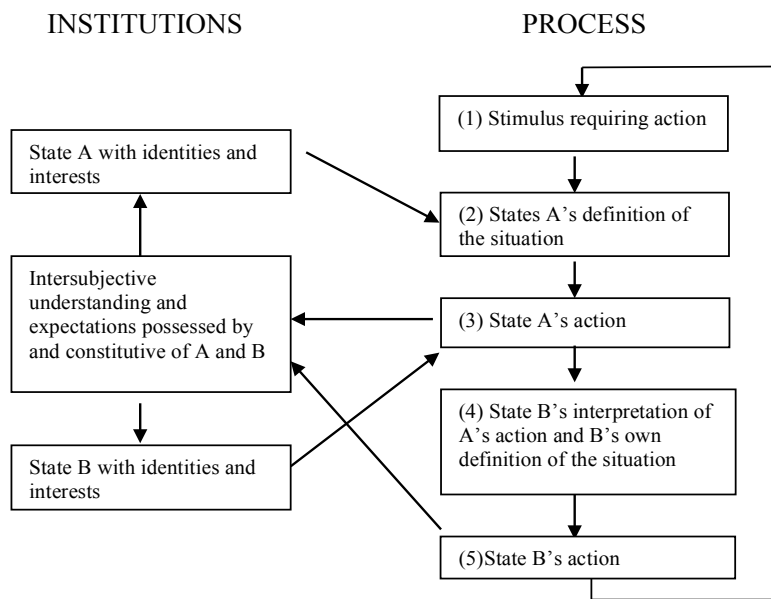 INSTITUTIONS
PROCESS
(1) Stimulus requiring action
State A with identities and
interests
(2) States A’s definition of
the situation
Intersubjective
understanding and
expectations possessed by
and constitutive of A and B
(3) State A’s action
(4) State B’s interpretation of
A’s action and B’s own
definition of the situation
State B with identities and
interests
(5)State B’s action